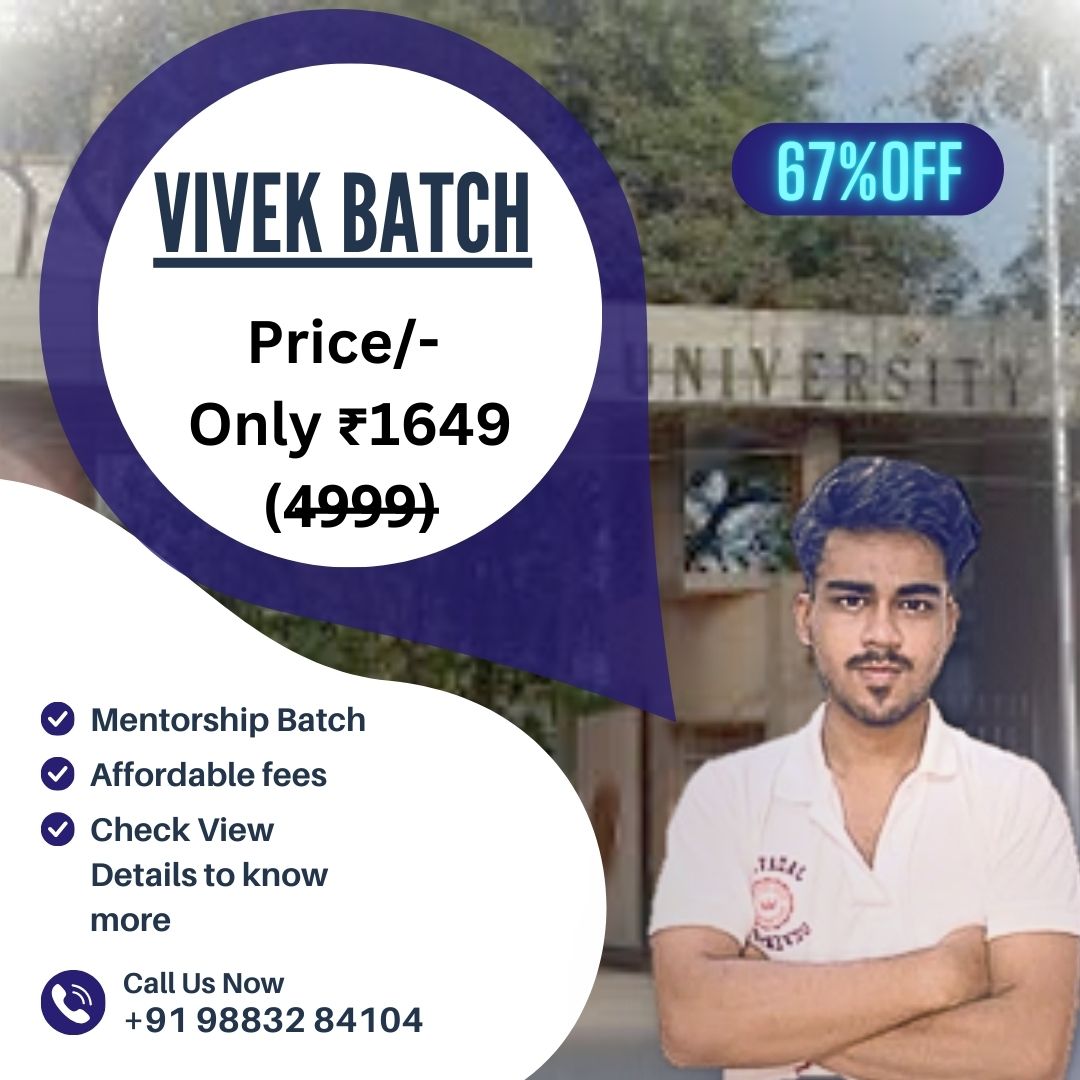 VIVEK BATCH
Price/-
Only ₹1649
(4999)
67%OFF
UNIVERSITY
Mentorship Batch
Affordable fees
Check View
Details to know
more
Call Us Now
+91 98832 84104